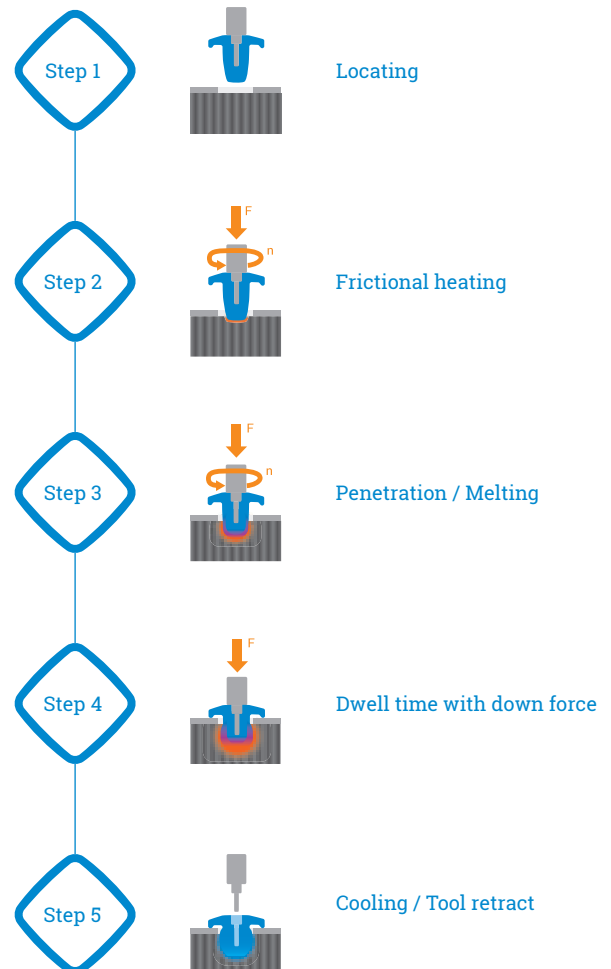 Step 1
Locating
F
n
Step 2
Frictional heating
F
n
Step 3
Penetration / Melting
F
Step 4
Dwell time with down force
Step 5
Cooling / Tool retract